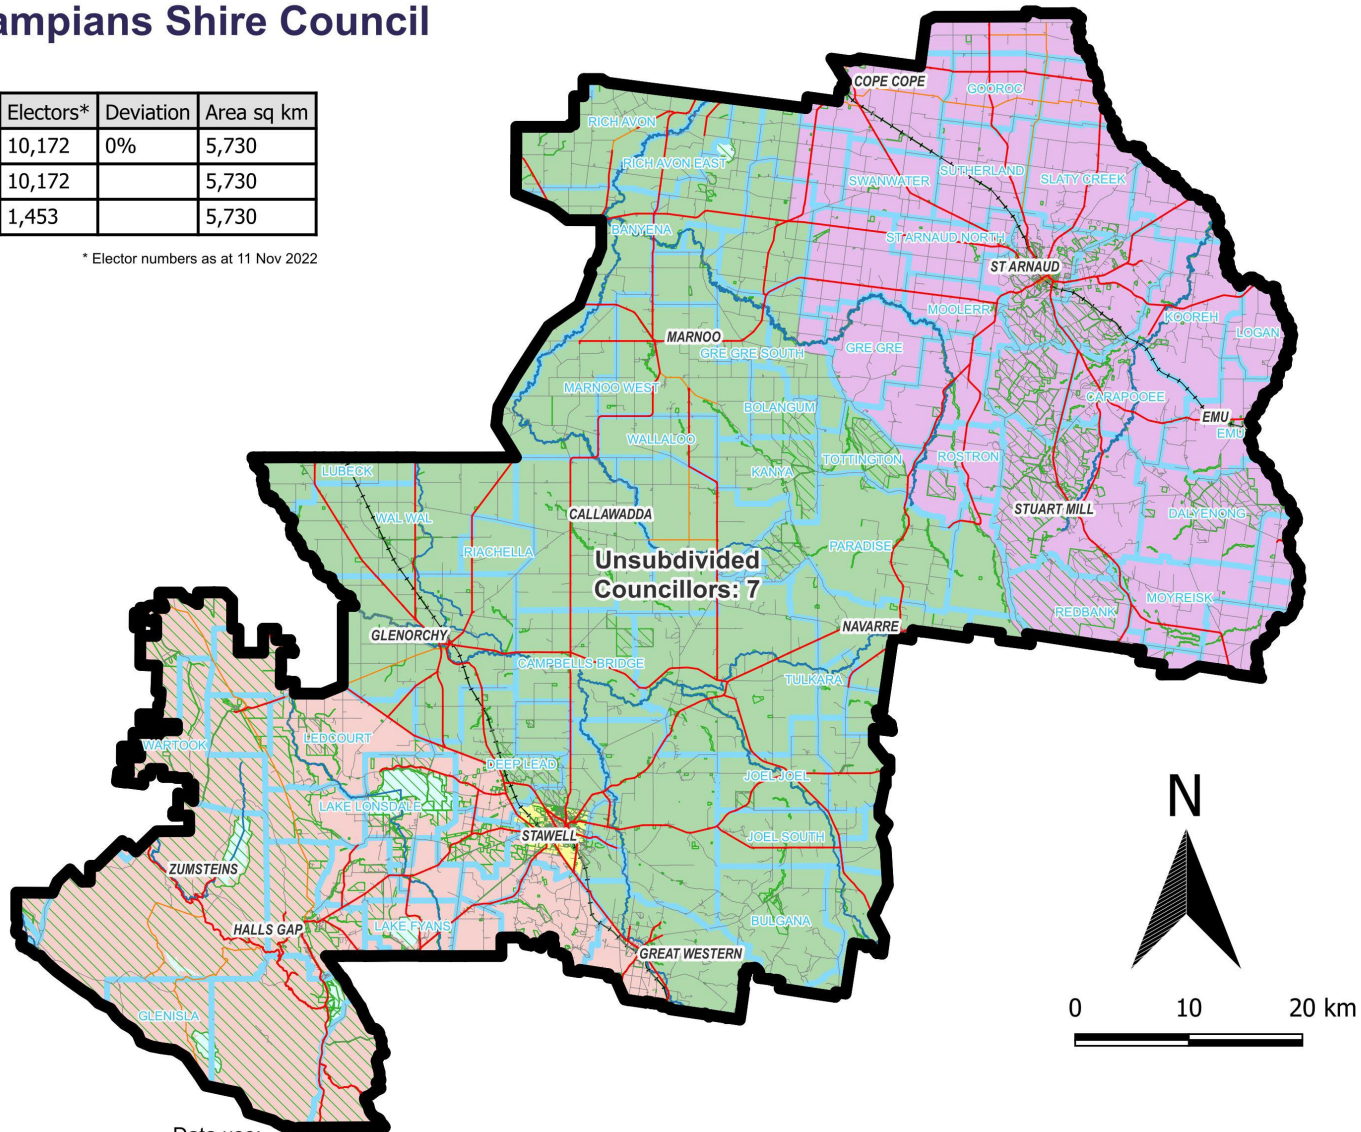 ampians Shire Council
Electors* Deviation Area sq km
10,172 0% 5,730
10,172 5,730
1,453 5,730
* Elector numbers as at 11 Nov 2022
COPE COPE
GOOROC
RICH AVON
RICH AVON EAST
SWANWATER
SUTHERLAND
SLATY CREEK
BANYENA
ST ARNAUD NORTH
ST ARNAUD
MOOLERR
KOOREH
LOGAN
MARNOO
GRE GRE SOUTH
GRE GRE
MARNOO WEST
BOLANGUM
CARAPOOEE
EMU
EMU
WALLALOO
KANYA
TOTTINGTON
ROSTRON
LUBECK
WAL WAL
CALLAWADDA
STUART MILL
DALYENONG
RIACHELLA
PARADISE
Unsubdivided
Councillors: 7
REDBANK
MOYREISK
GLENORCHY
NAVARRE
CAMPBELLS BRIDGE
TULKARA
WARTOOK
LEDCOURT
DEEP LEAD
JOEL JOEL
LAKE LONSDALE
STAWELL
JOEL SOUTH
ZUMSTEINS
HALLS GAP
LAKE FYANS
BULGANA
GREAT WESTERN
GLENISLA
N
0 10 20 km